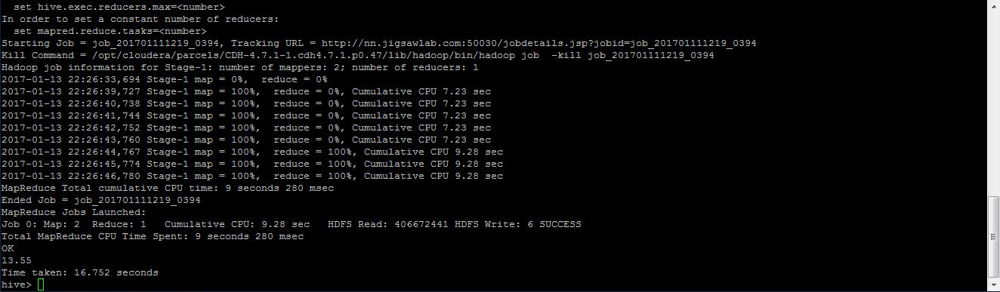 set hive.exec.reducers.max=<number>
In order to set a constant number of reducers:
set mapred.reduce.tasks=<number>
Starting Job = job_201701111219_0394, Tracking URL = http://nn.jigsawlab.com:50030/jobdetails.jsp?jobid=job_201701111219_0394
Kill Command = /opt/cloudera/parcels/CDH-4.7.1-1.cdh4.7.1.p0.47/lib/hadoop/bin/hadoop job  -kill job_201701111219_0394
Hadoop job information for Stage-1: number of mappers: 2; number of reducers: 1
2017-01-13 22:26:33,694 Stage-1 map = 0%,  reduce = 0%
2017-01-13 22:26:39,727 Stage-1 map = 100%,  reduce = 0%, Cumulative CPU 7.23 sec
2017-01-13 22:26:40,738 Stage-1 map = 100%,  reduce = 0%, Cumulative CPU 7.23 sec
2017-01-13 22:26:41,744 Stage-1 map = 100%,  reduce = 0%, Cumulative CPU 7.23 sec
2017-01-13 22:26:42,752 Stage-1 map = 100%,  reduce = 0%, Cumulative CPU 7.23 sec
2017-01-13 22:26:43,760 Stage-1 map = 100%,  reduce = 0%, Cumulative CPU 7.23 sec
2017-01-13 22:26:44,767 Stage-1 map = 100%,  reduce = 100%, Cumulative CPU 9.28 sec
2017-01-13 22:26:45,774 Stage-1 map = 100%,  reduce = 100%, Cumulative CPU 9.28 sec
2017-01-13 22:26:46,780 Stage-1 map = 100%,  reduce = 100%, Cumulative CPU 9.28 sec
MapReduce Total cumulative CPU time: 9 seconds 280 msec
Ended Job = job_201701111219_0394
MapReduce Jobs Launched:
Job 0: Map: 2  Reduce: 1   Cumulative CPU: 9.28 sec   HDFS Read: 406672441 HDFS Write: 6 SUCCESS
Total MapReduce CPU Time Spent: 9 seconds 280 msec
OK
13.55
Time taken: 16.752 seconds
hive>